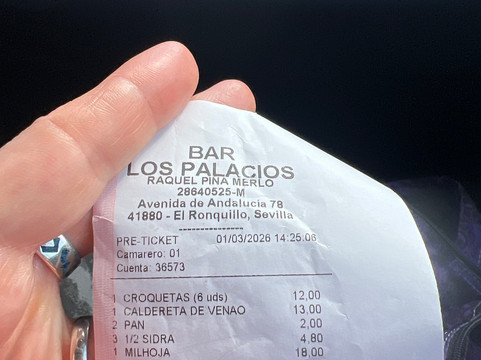 BAR
LOS PALACIOS
RAQUEL PINA MERLO
28640525-M
Avenida de Andalucia 78
41880 - El Ronquillo, Sevilla
---------------
PRE-TICKET 01/03/2026 14:25:06
Camarero: 01
Cuenta: 36573
1 CROQUETAS (6 uds) 12,00
1 CALDERETA DE VENAO 13,00
2 PAN 2,00
3 1/2 SIDRA 4,80
1 MILHOJA 18,00